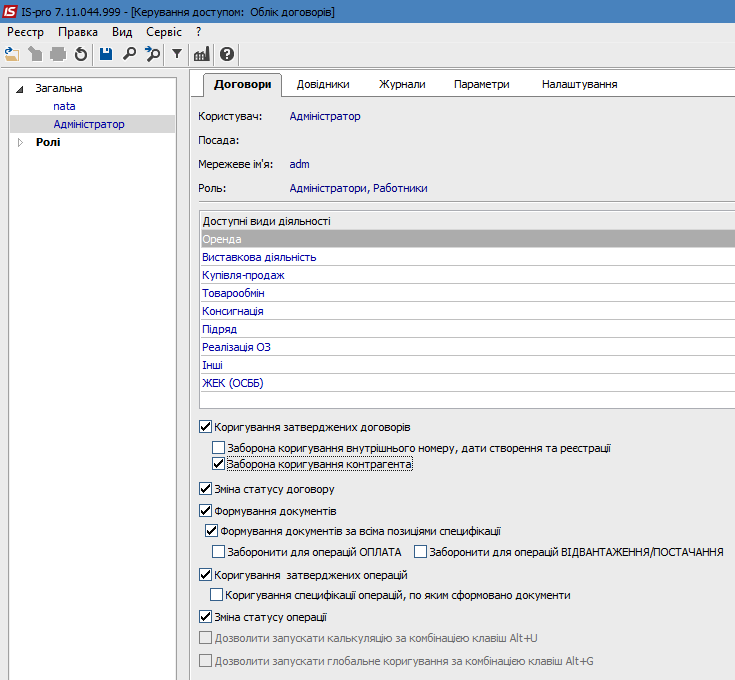 IS IS-pro 7.11.044.999 - [Керування доступом: Облік договорів]
Реєстр Правка Вид Сервіс ?
Загальна
nata
Адміністратор
Ролі
Договори Довідники Журнали Параметри Налаштування
Користувач: Адміністратор
Посада:
Мережеве ім'я: adm
Роль: Адміністратори, Работники
Доступні види діяльності
Оренда
Виставкова діяльність
Купівля-продаж
Товарообмін
Консигнація
Підряд
Реалізація ОЗ
Інші
ЖЕК (ОСББ)
Коригування затверджених договорів
Заборона коригування внутрішнього номеру, дати створення та реєстрації
Заборона коригування контрагента
Зміна статусу договору
Формування документів
Формування документів за всіма позиціями специфікації
Заборонити для операцій ОПЛАТА Заборонити для операцій ВІДВАНТАЖЕННЯ/ПОСТАЧАННЯ
Коригування затверджених операцій
Коригування специфікації операцій, по яким сформовано документи
Зміна статусу операції
Дозволити запускати калькуляцію за комбінацією клавіш Alt+U
Дозволити запускати глобальне коригування за комбінацією клавіш Alt+G